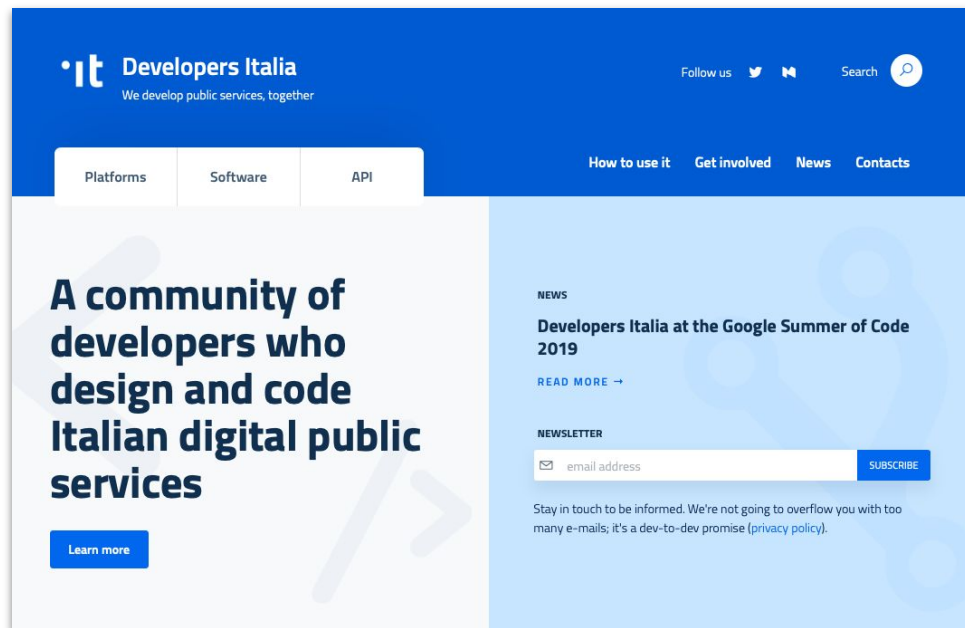 ·it
Developers Italia
We develop public services, together
Follow us
Search
Platforms
Software
API
How to use it
Get involved
News
Contacts
A community of
developers who
design and code
Italian digital public
services
Learn more
NEWS
Developers Italia at the Google Summer of Code
2019
READ MORE →
NEWSLETTER
email address
SUBSCRIBE
Stay in touch to be informed. We're not going to overflow you with too
many e-mails; it's a dev-to-dev promise (privacy policy).